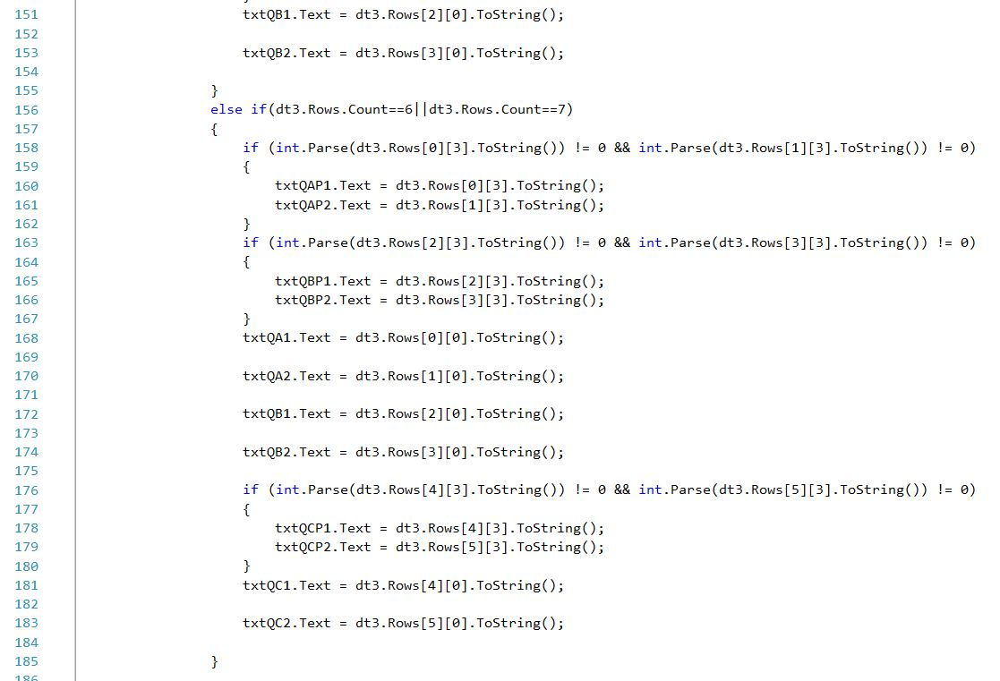 151 txtQB1.Text = dt3.Rows[2][0].ToString();
152
153 txtQB2.Text = dt3.Rows[3][0].ToString();
154
155 }
156 else if(dt3.Rows.Count==6||dt3.Rows.Count==7)
157 {
158 if (int.Parse(dt3.Rows[0][3].ToString()) != 0 && int.Parse(dt3.Rows[1][3].ToString()) != 0)
159 {
160 txtQAP1.Text = dt3.Rows[0][3].ToString();
161 txtQAP2.Text = dt3.Rows[1][3].ToString();
162 }
163 if (int.Parse(dt3.Rows[2][3].ToString()) != 0 && int.Parse(dt3.Rows[3][3].ToString()) != 0)
164 {
165 txtQBP1.Text = dt3.Rows[2][3].ToString();
166 txtQBP2.Text = dt3.Rows[3][3].ToString();
167 }
168 txtQA1.Text = dt3.Rows[0][0].ToString();
169
170 txtQA2.Text = dt3.Rows[1][0].ToString();
171
172 txtQB1.Text = dt3.Rows[2][0].ToString();
173
174 txtQB2.Text = dt3.Rows[3][0].ToString();
175
176 if (int.Parse(dt3.Rows[4][3].ToString()) != 0 && int.Parse(dt3.Rows[5][3].ToString()) != 0)
177 {
178 txtQCP1.Text = dt3.Rows[4][3].ToString();
179 txtQCP2.Text = dt3.Rows[5][3].ToString();
180 }
181 txtQC1.Text = dt3.Rows[4][0].ToString();
182
183 txtQC2.Text = dt3.Rows[5][0].ToString();
184
185 }
186